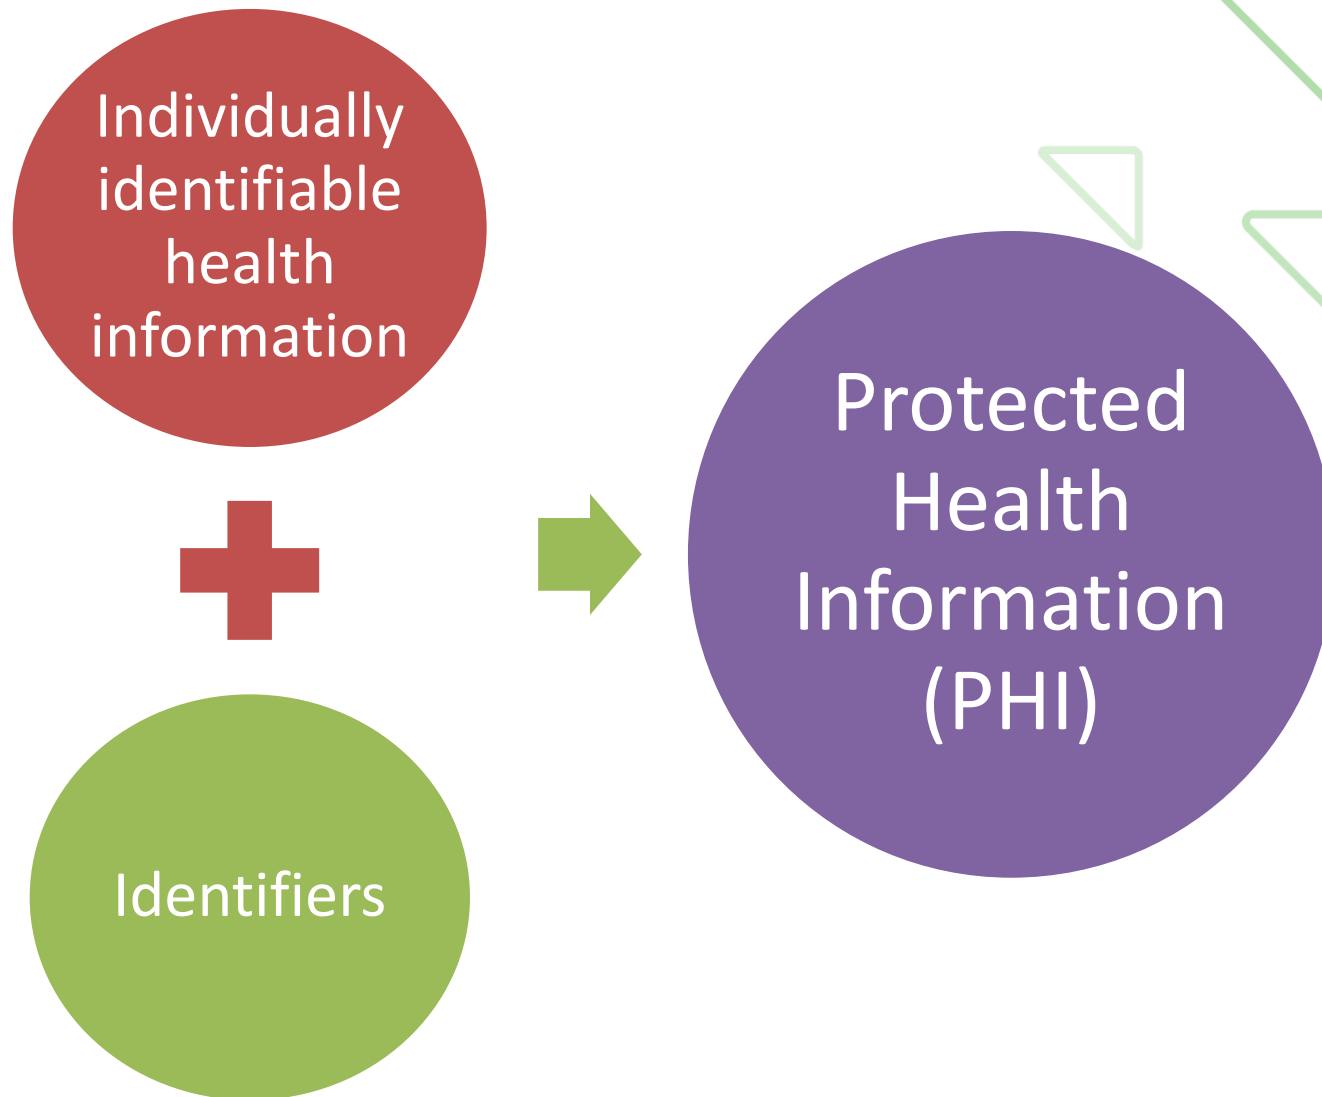 Individually
identifiable
health
information
Identifiers
Protected
Health
Information
(PHI)